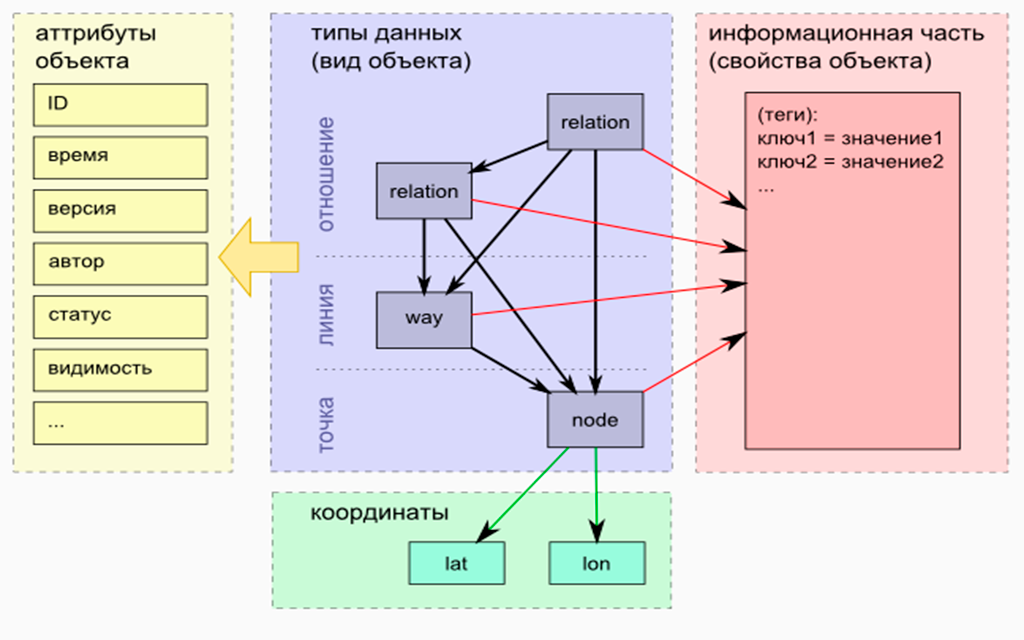 аттрибуты
объекта
ID
время
версия
автор
статус
видимость
...
типы данных
(вид объекта)
отношение
линия
точка
relation
relation
way
node
информационная часть
(свойства объекта)
(теги):
ключ1 = значение1
ключ2 = значение2
...
координаты
lat
lon